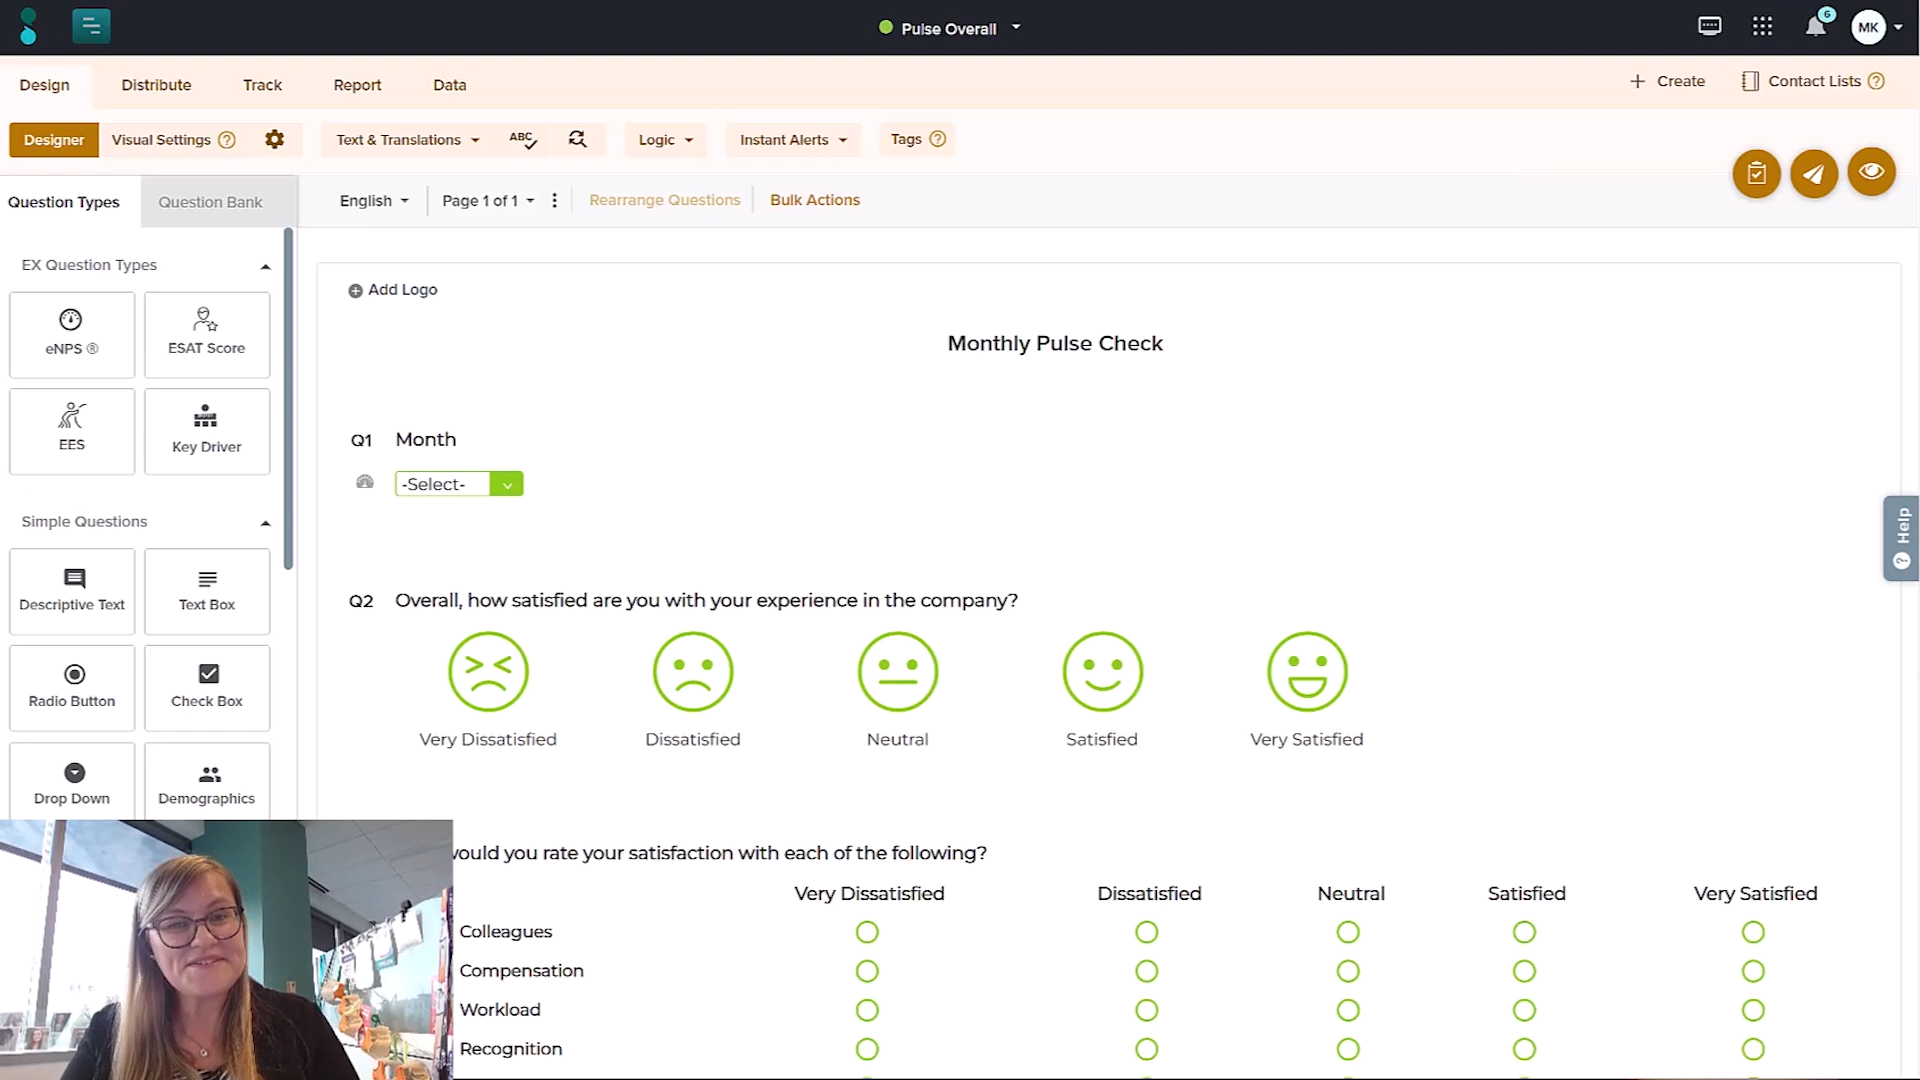 Pulse Overall
6
MK
Design
Distribute
Track
Report
Data
Create
Contact Lists ?
Designer
Visual Settings ?
Text & Translations
ABC
Logic
Instant Alerts
Tags ?
Question Types
Question Bank
English
Page 1 of 1
Rearrange Questions
Bulk Actions
EX Question Types
eNPS ®
ESAT Score
EES
Key Driver
Simple Questions
Descriptive Text
Text Box
Radio Button
Check Box
Drop Down
Demographics
Add Logo
Monthly Pulse Check
Q1 Month
-Select-
Q2 Overall, how satisfied are you with your experience in the company?
Very Dissatisfied
Dissatisfied
Neutral
Satisfied
Very Satisfied
would you rate your satisfaction with each of the following?
Very Dissatisfied
Dissatisfied
Neutral
Satisfied
Very Satisfied
Colleagues
Compensation
Workload
Recognition
? Help